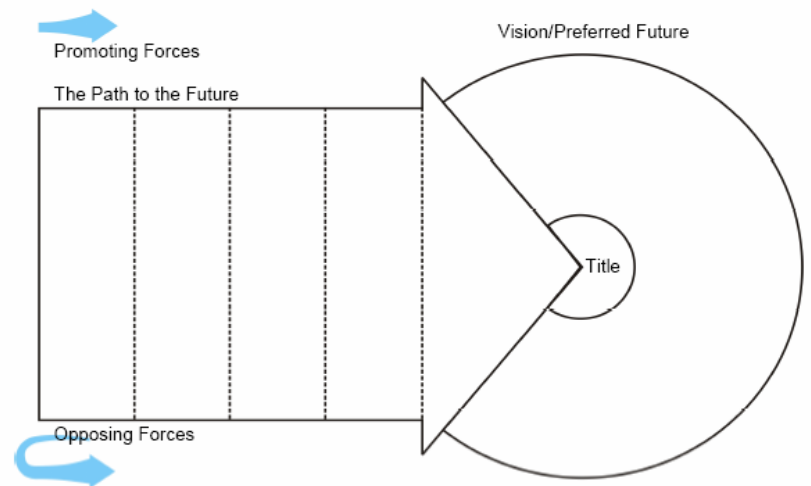 Vision/Preferred Future
Promoting Forces
The Path to the Future
Title
Opposing Forces